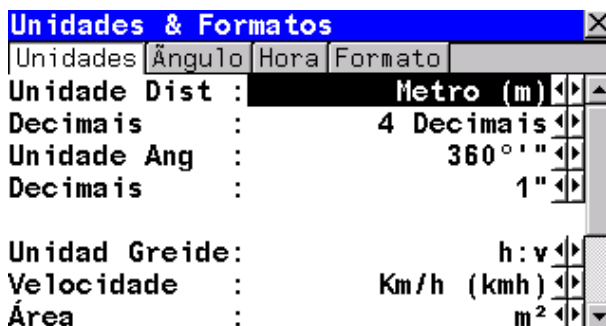 Unidades & Formatos
Unidades Ãngulo Hora Formato
Unidade Dist : Metro (m)
Decimais : 4 Decimais
Unidade Ang : 360°'"
Decimais : 1"
Unidad Greide: h:v
Velocidade : Km/h (kmh)
Área : m²